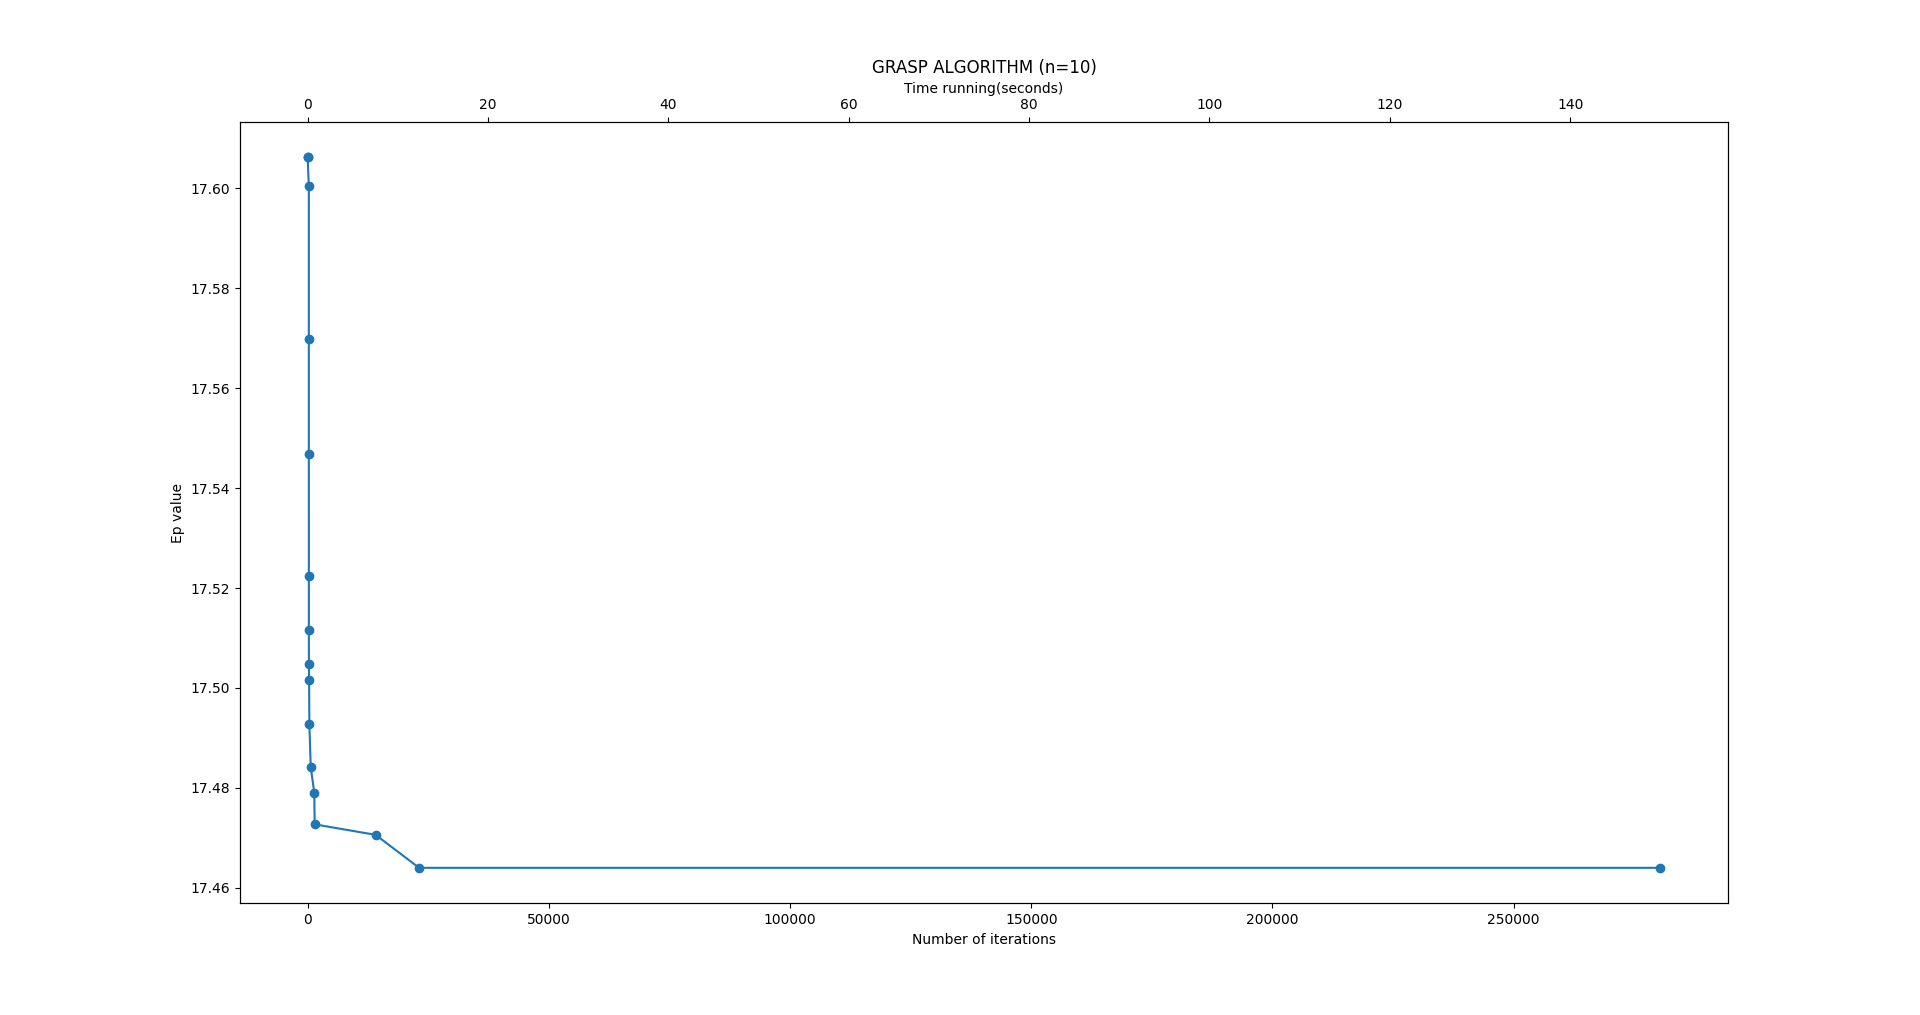 GRASP ALGORITHM (n=10)
Time running(seconds)
0 20 40 60 80 100 120 140
17.60
17.58
17.56
17.54
Ep value
17.52
17.50
17.48
17.46
0 50000 100000 150000 200000 250000
Number of iterations